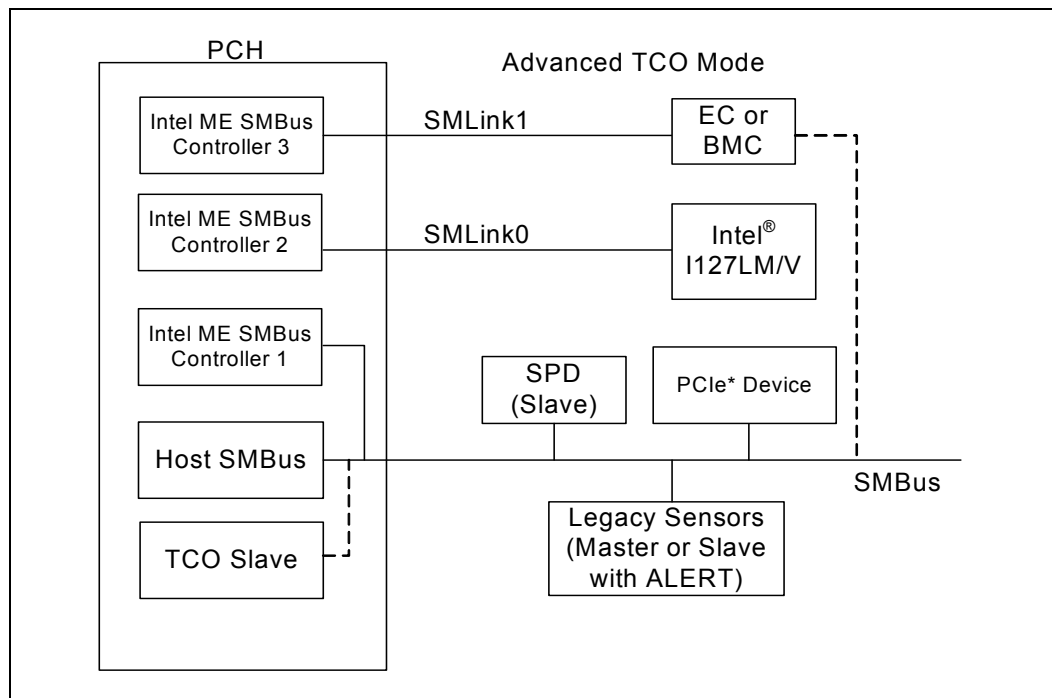 PCH
Advanced TCO Mode
Intel ME SMBus
Controller 3
SMLink1
EC or
BMC
Intel ME SMBus
Controller 2
SMLink0
Intel®
I127LM/V
Intel ME SMBus
Controller 1
SPD
(Slave)
PCIe* Device
Host SMBus
SMBus
TCO Slave
Legacy Sensors
(Master or Slave
with ALERT)